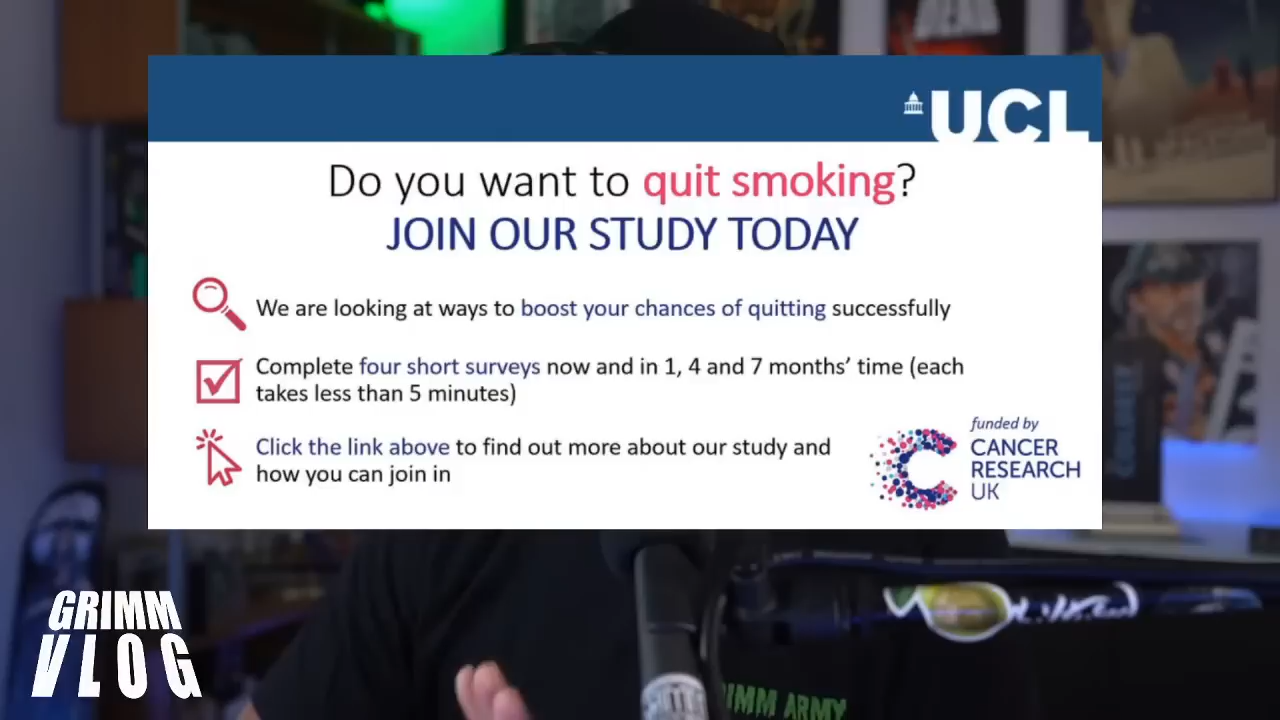 UCL
Do you want to quit smoking?
JOIN OUR STUDY TODAY
We are looking at ways to boost your chances of quitting successfully
Complete four short surveys now and in 1, 4 and 7 months’ time (each
takes less than 5 minutes)
Click the link above to find out more about our study and
how you can join in
funded by
CANCER
RESEARCH
UK
GRIMM
VLOG
GRIMM ARMY